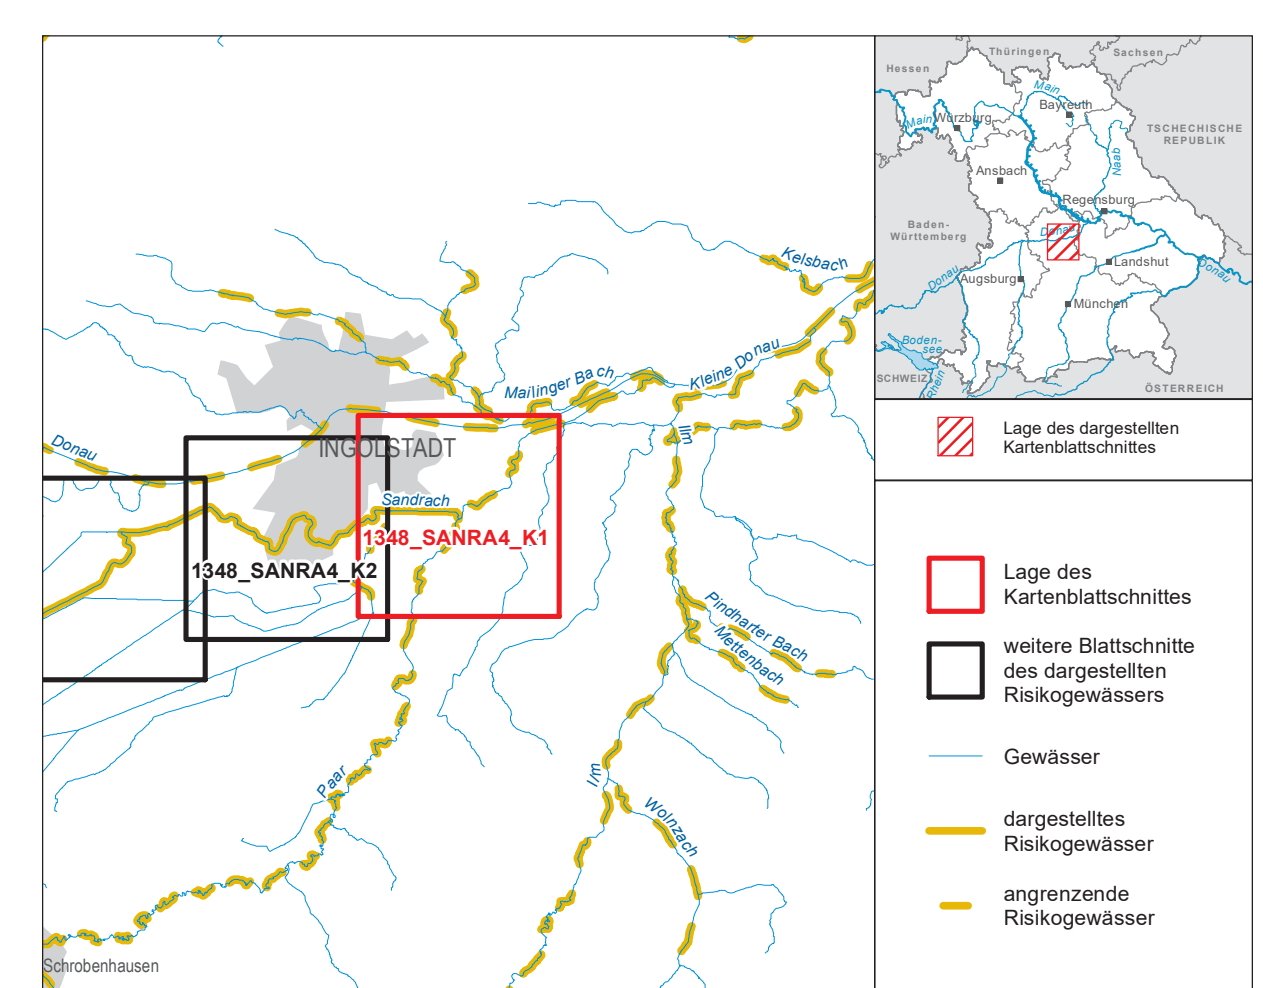 Kelsbach
Mailinger Bach
Kleine Donau
Donau
INGOLSTADT
Ilm
Sandrach
1348_SANRA4_K1
1348_SANRA4_K2
Pindharter Bach
Mettenbach
Paar
Ilm
Wolnzach
Schrobenhausen
Thüringen
Sachsen
Hessen
Main
Bayreuth
Main
Würzburg
TSCHECHISCHE
REPUBLIK
Naab
Ansbach
Regensburg
Baden-
Württemberg
Donau
Landshut
Donau
Donau
Augsburg
München
Boden-
see
SCHWEIZ
Rhein
ÖSTERREICH
Lage des dargestellten
Kartenblattschnittes
Lage des
Kartenblattschnittes
weitere Blattschnitte
des dargestellten
Risikogewässers
Gewässer
dargestelltes
Risikogewässer
angrenzende
Risikogewässer